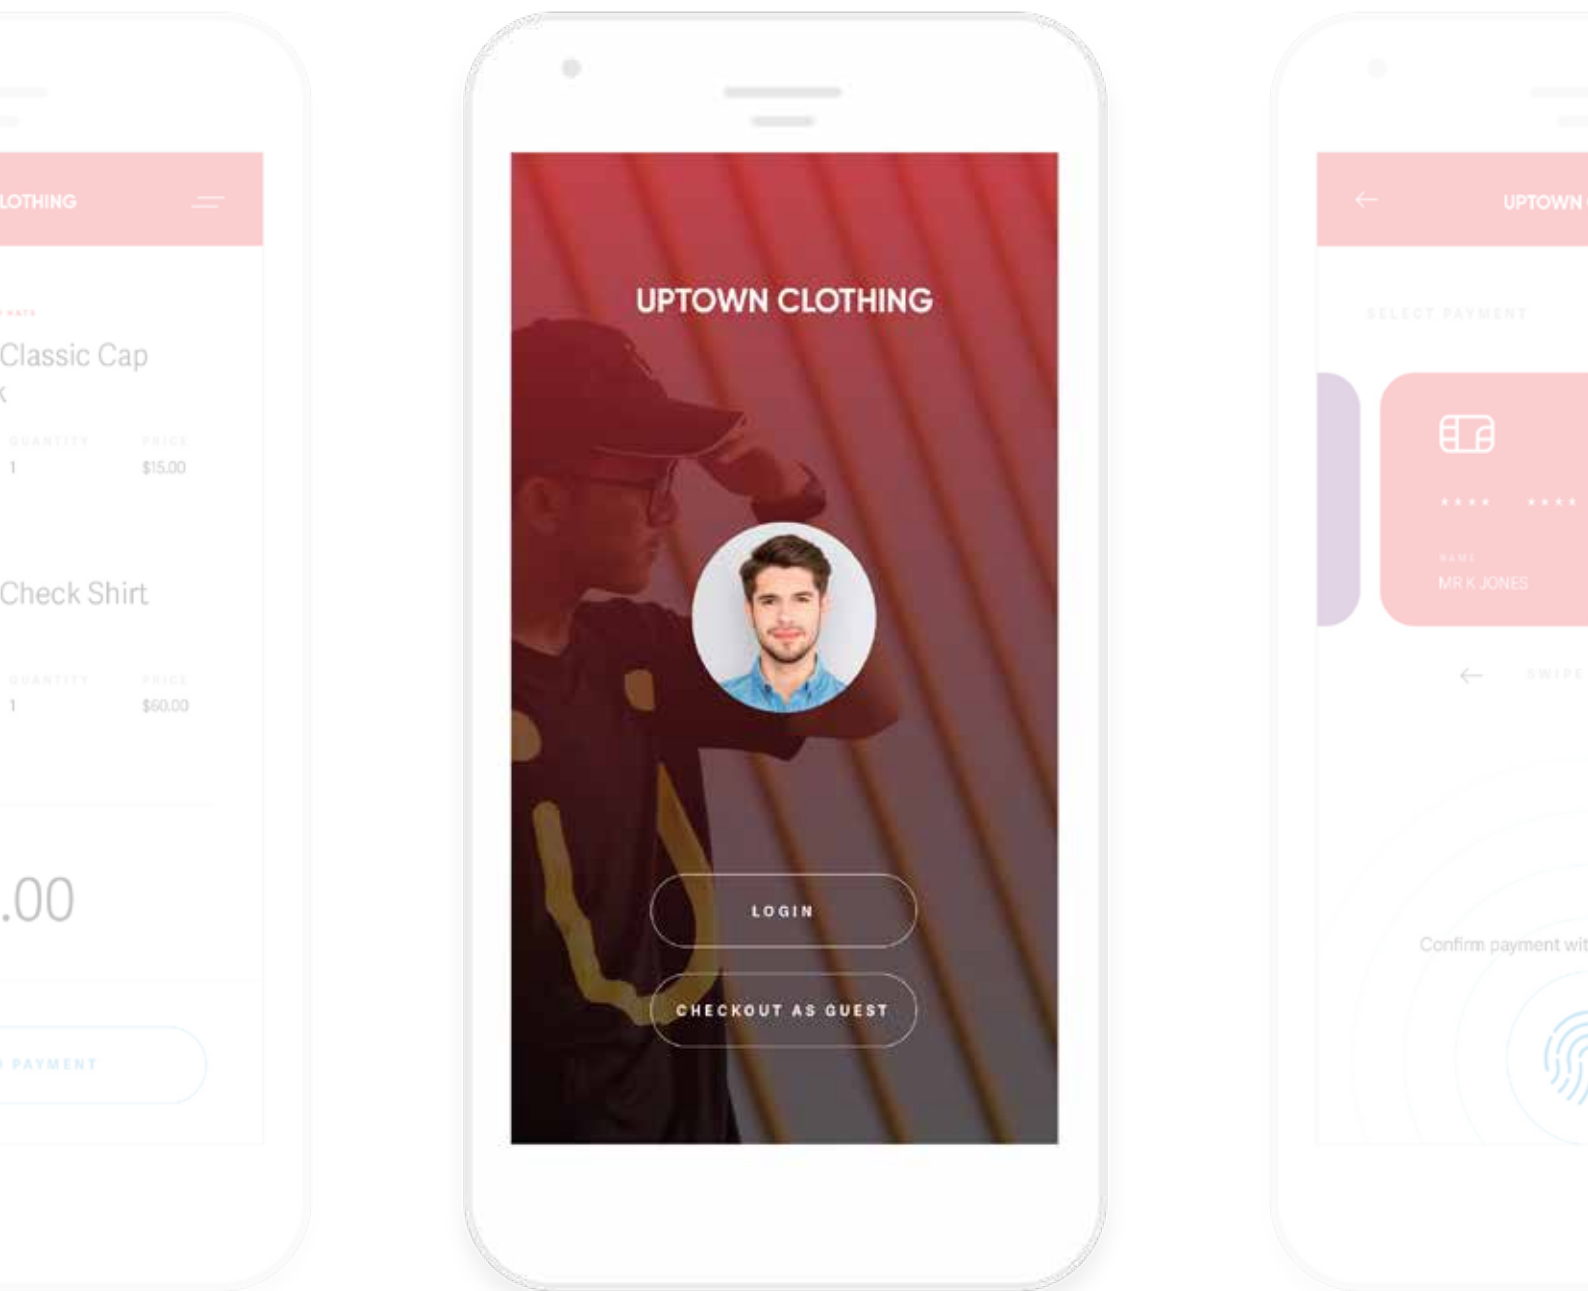 LOTHING
RATE
Classic Cap
k
QUANTITY PRICE
1 $15.00
Check Shirt
QUANTITY PRICE
1 $60.00
.00
PAYMENT
UPTOWN CLOTHING
LOGIN
CHECKOUT AS GUEST
UPTOWN
SELECT PAYMENT
**** ****
NAME
MR K JONES
SWIPE
Confirm payment wit